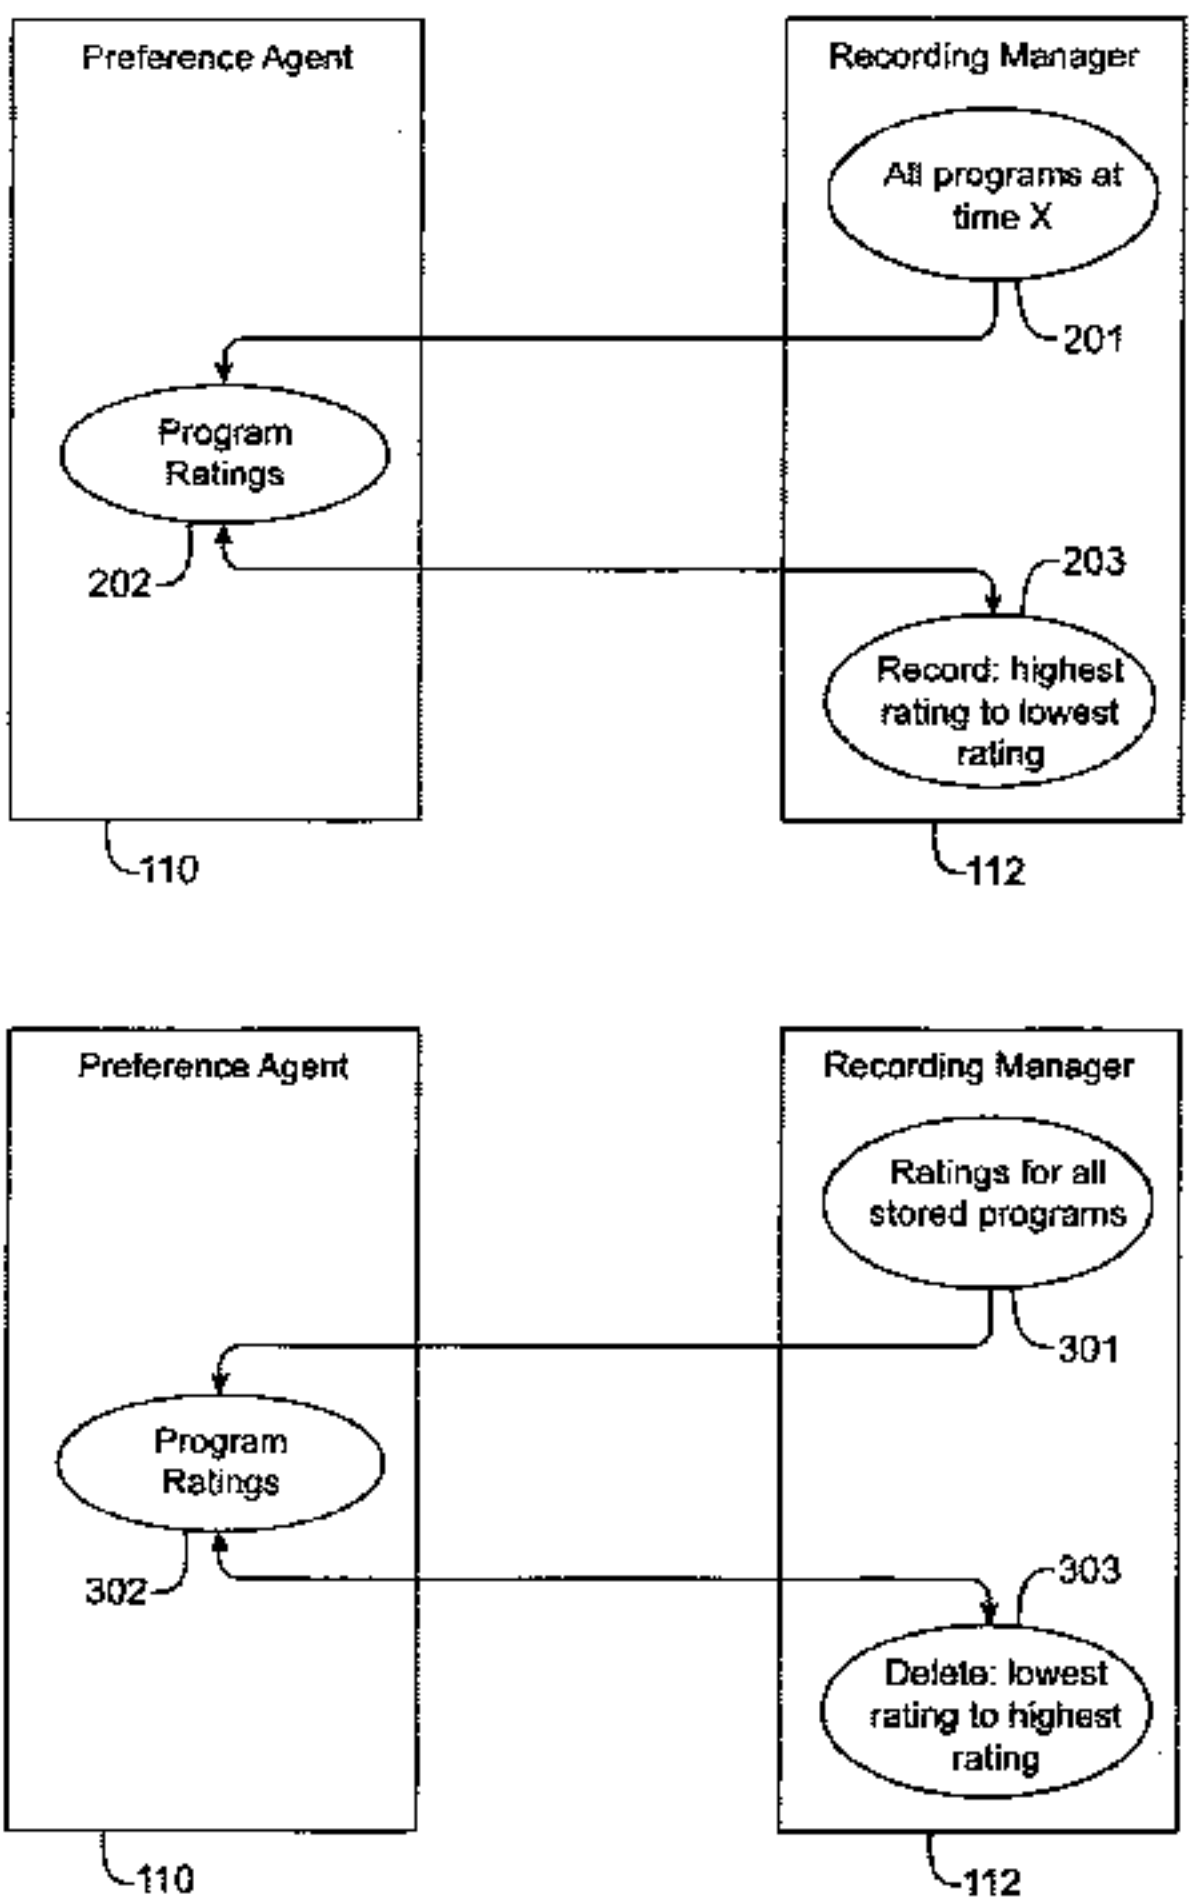 Preference Agent
Recording Manager
All programs at
time X
201
Program
Ratings
202
203
Record: highest
rating to lowest
rating
110
112
Preference Agent
Recording Manager
Ratings for all
stored programs
301
Program
Ratings
302
303
Delete: lowest
rating to highest
rating
110
112